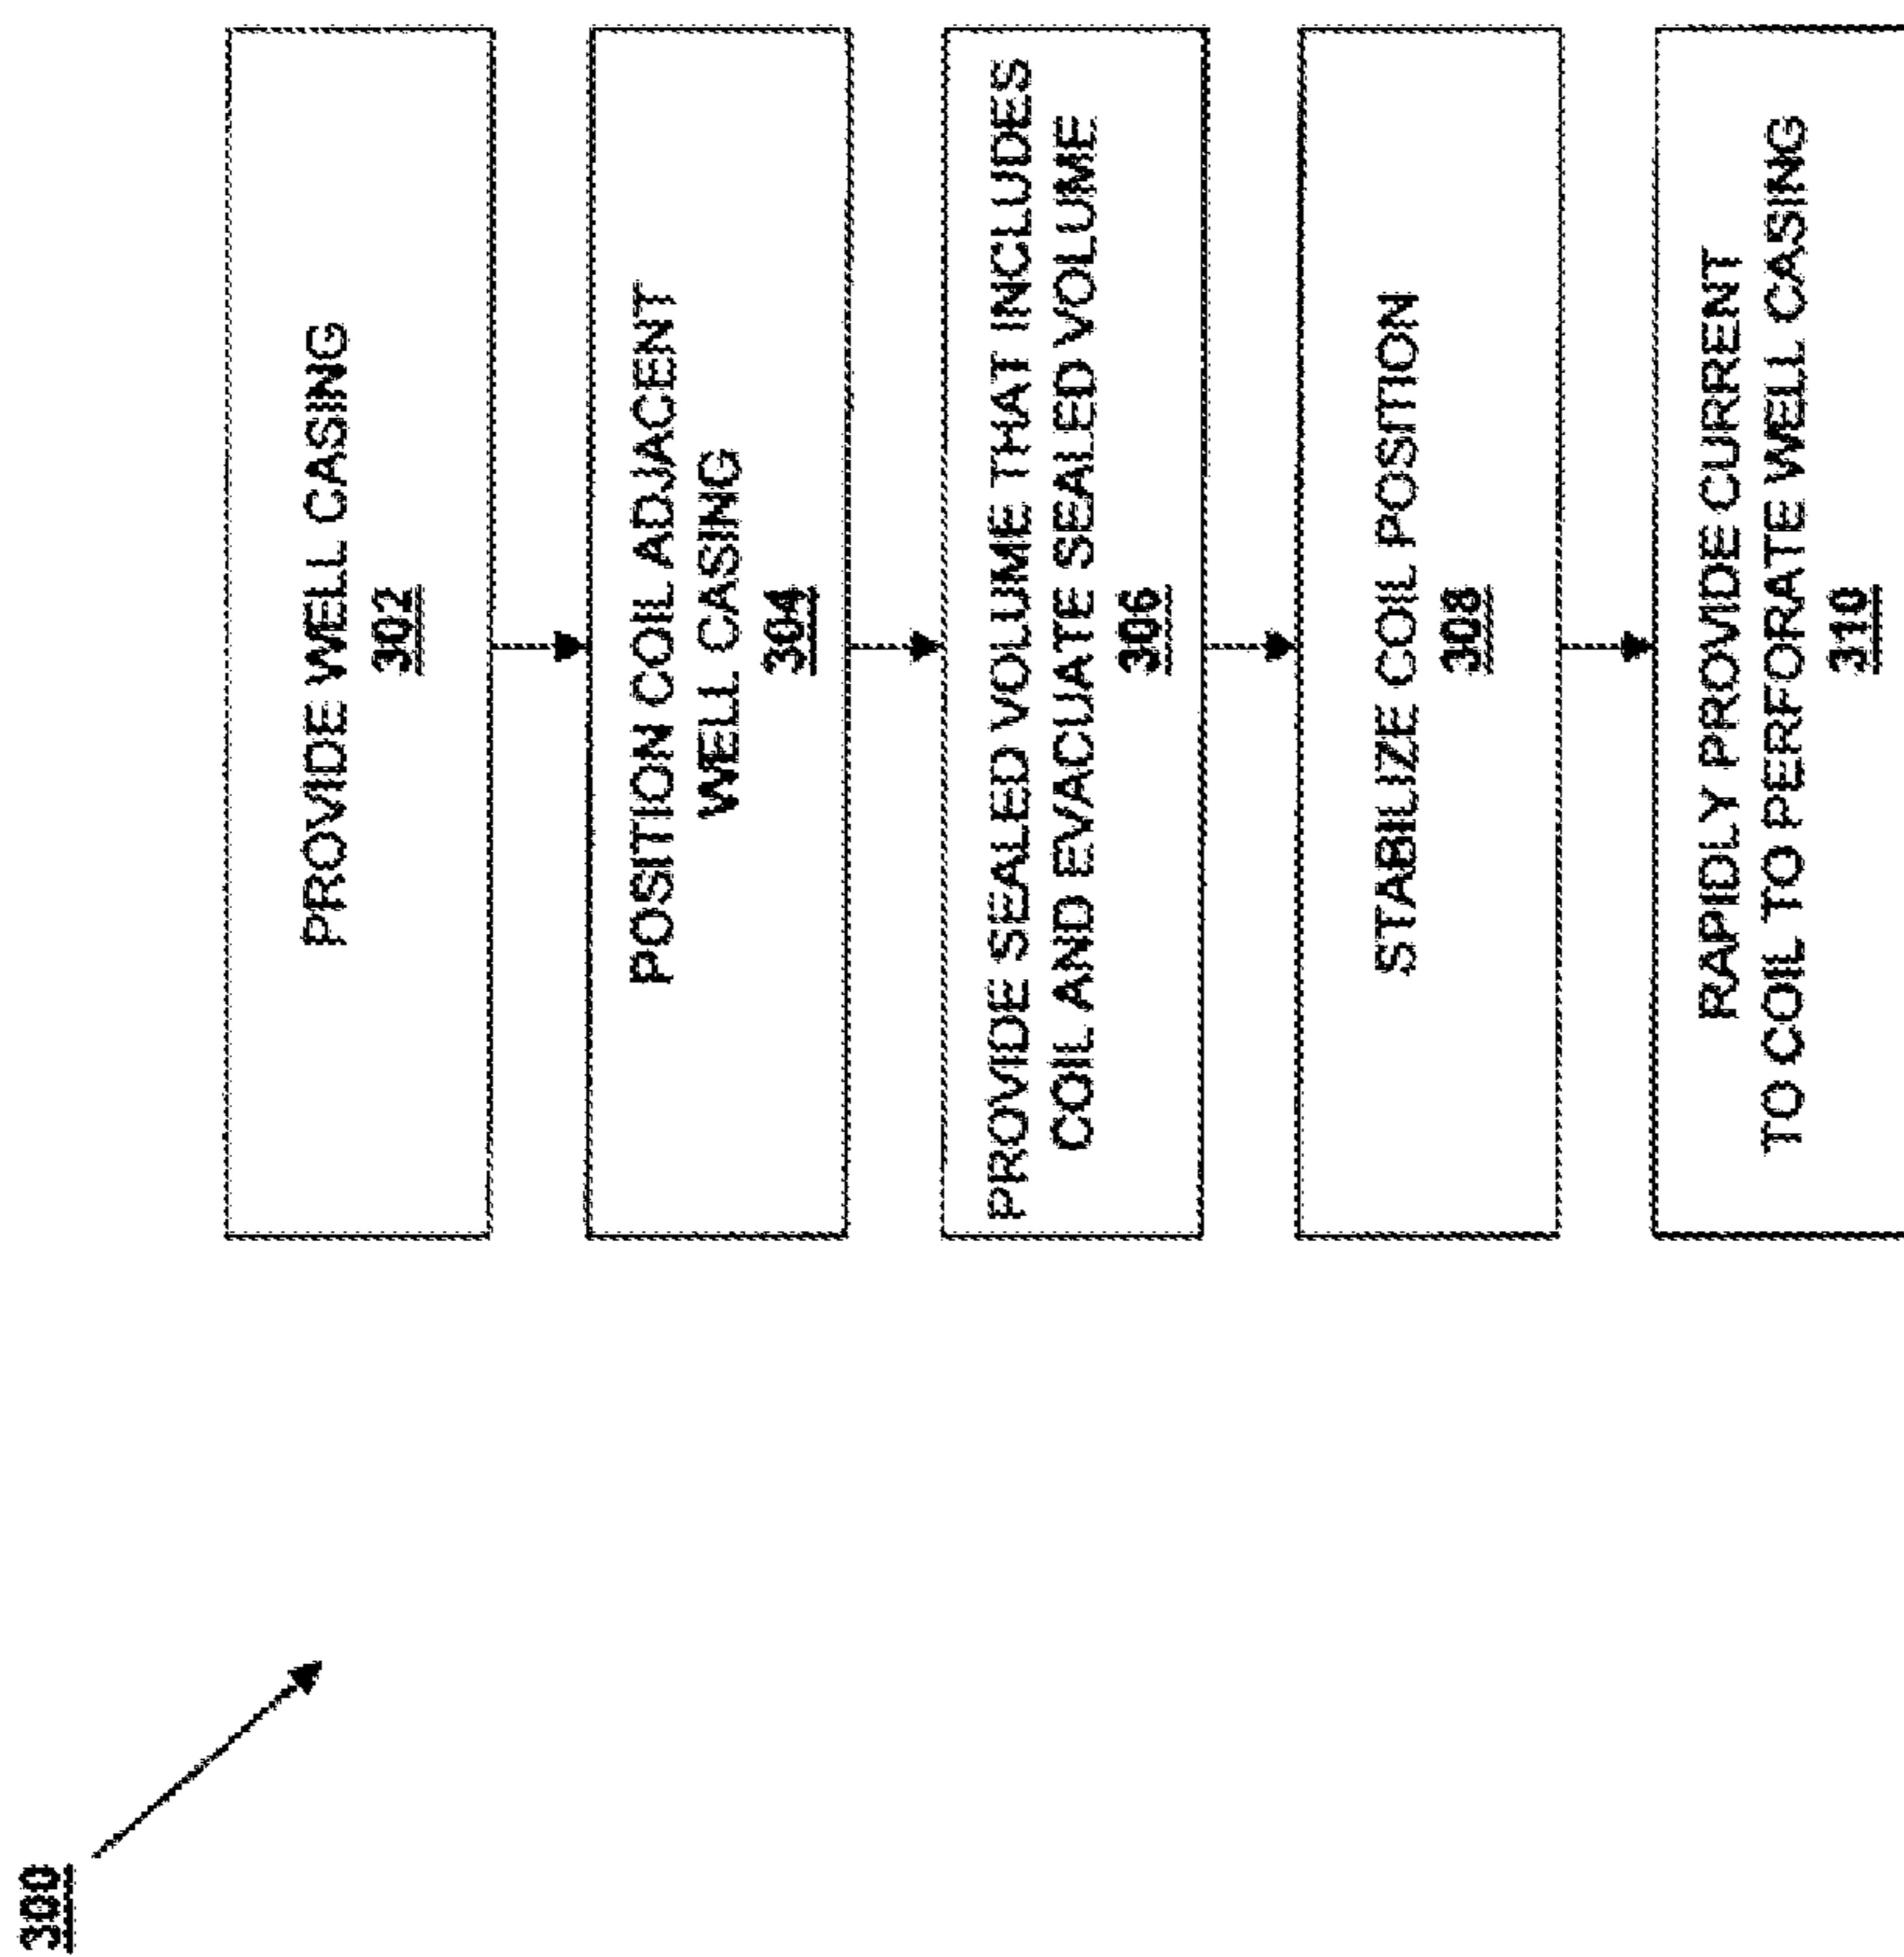 300
PROVIDE WELL CASING
302
POSITION COIL ADJACENT
WELL CASING
304
PROVIDE SEALED VOLUME THAT INCLUDES
COIL AND EVACUATE SEALED VOLUME
306
STABILIZE COIL POSITION
308
RAPIDLY PROVIDE CURRENT
TO COIL TO PERFORATE WELL CASING
310